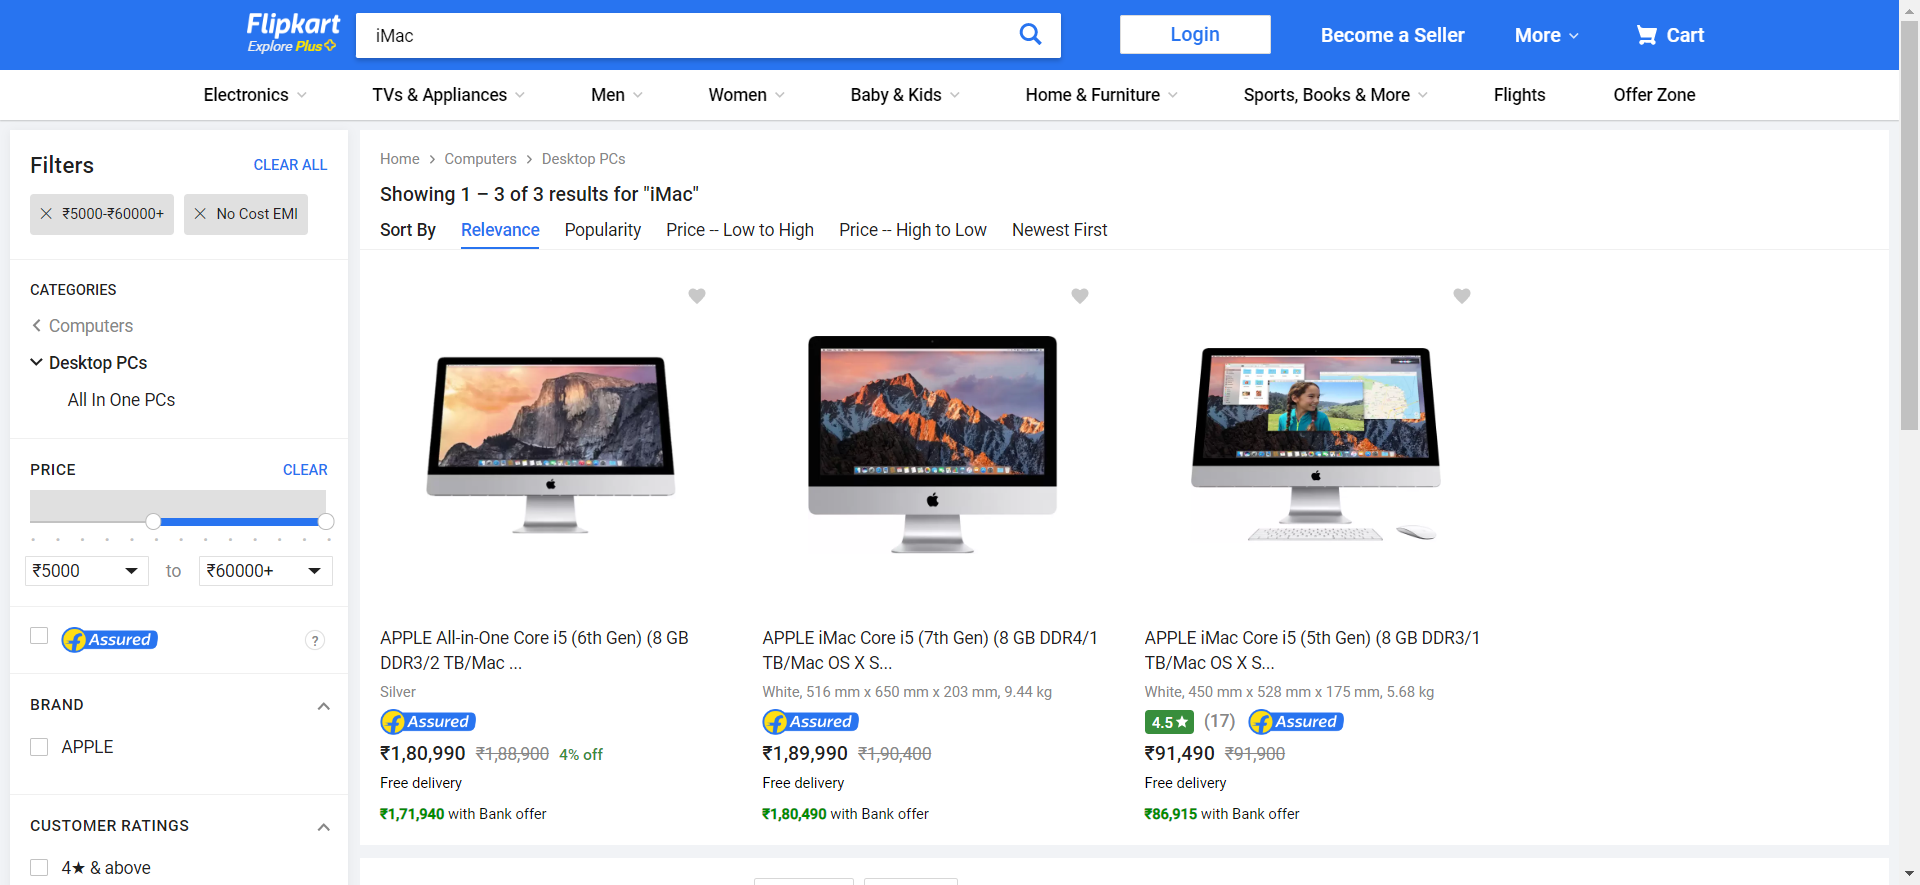 Flipkart
Explore Plus
iMac
Login
Become a Seller
More
Cart
Electronics
TVs & Appliances
Men
Women
Baby & Kids
Home & Furniture
Sports, Books & More
Flights
Offer Zone
Filters
CLEAR ALL
₹5000-₹60000+
No Cost EMI
CATEGORIES
Computers
Desktop PCs
All In One PCs
PRICE
CLEAR
₹5000
to
₹60000+
Assured
?
BRAND
APPLE
CUSTOMER RATINGS
4★ & above
Home
Computers
Desktop PCs
Showing 1 – 3 of 3 results for "iMac"
Sort By
Relevance
Popularity
Price -- Low to High
Price -- High to Low
Newest First
APPLE All-in-One Core i5 (6th Gen) (8 GB
DDR3/2 TB/Mac ...
Silver
Assured
₹1,80,990 ₹1,88,900 4% off
Free delivery
₹1,71,940 with Bank offer
APPLE iMac Core i5 (7th Gen) (8 GB DDR4/1
TB/Mac OS X S...
White, 516 mm x 650 mm x 203 mm, 9.44 kg
Assured
₹1,89,990 ₹1,90,400
Free delivery
₹1,80,490 with Bank offer
APPLE iMac Core i5 (5th Gen) (8 GB DDR3/1
TB/Mac OS X S...
White, 450 mm x 528 mm x 175 mm, 5.68 kg
4.5★ (17) Assured
₹91,490 ₹91,900
Free delivery
₹86,915 with Bank offer